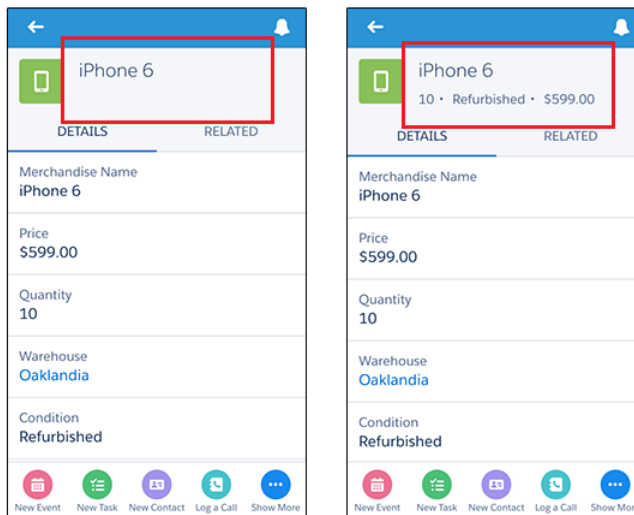 iPhone 6
DETAILS RELATED
Merchandise Name
iPhone 6
Price
$599.00
Quantity
10
Warehouse
Oaklandia
Condition
Refurbished
New Event New Task New Contact Log a Call Show More
iPhone 6
10 • Refurbished • $599.00
DETAILS RELATED
Merchandise Name
iPhone 6
Price
$599.00
Quantity
10
Warehouse
Oaklandia
Condition
Refurbished
New Event New Task New Contact Log a Call Show More